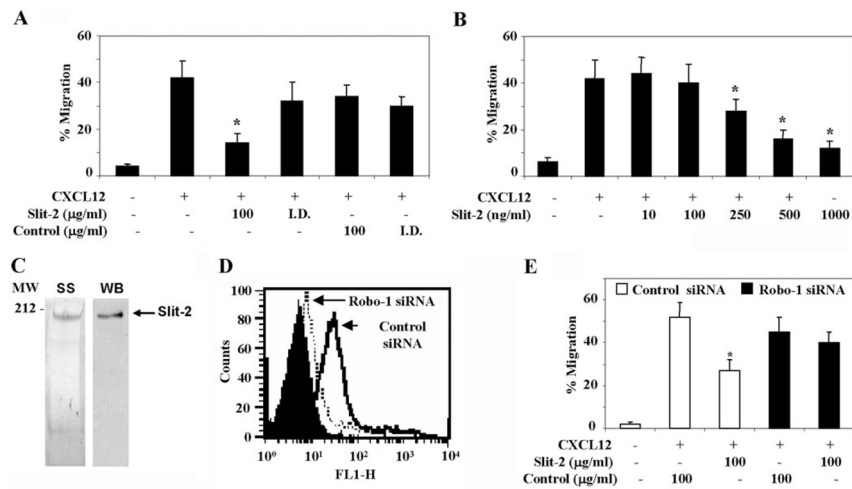 A
% Migration
60
40
20
0
CXCL12 - + + + + +
Slit-2 (µg/ml) - - 100 I.D. - -
Control (µg/ml) - - - - 100 I.D.
B
% Migration
60
40
20
0
CXCL12 - + + + + + -
Slit-2 (ng/ml) - - 10 100 250 500 1000
* * * *
C
MW SS WB
212 - Slit-2
D
Counts
100
80
60
40
20
0
Robo-1 siRNA
Control
siRNA
10⁰ 10¹ 10² 10³ 10⁴
FL1-H
E
Control siRNA Robo-1 siRNA
% Migration
60
40
20
0
*
CXCL12 - + + + +
Slit-2 (µg/ml) - - 100 - 100
Control (µg/ml) - 100 - 100 -